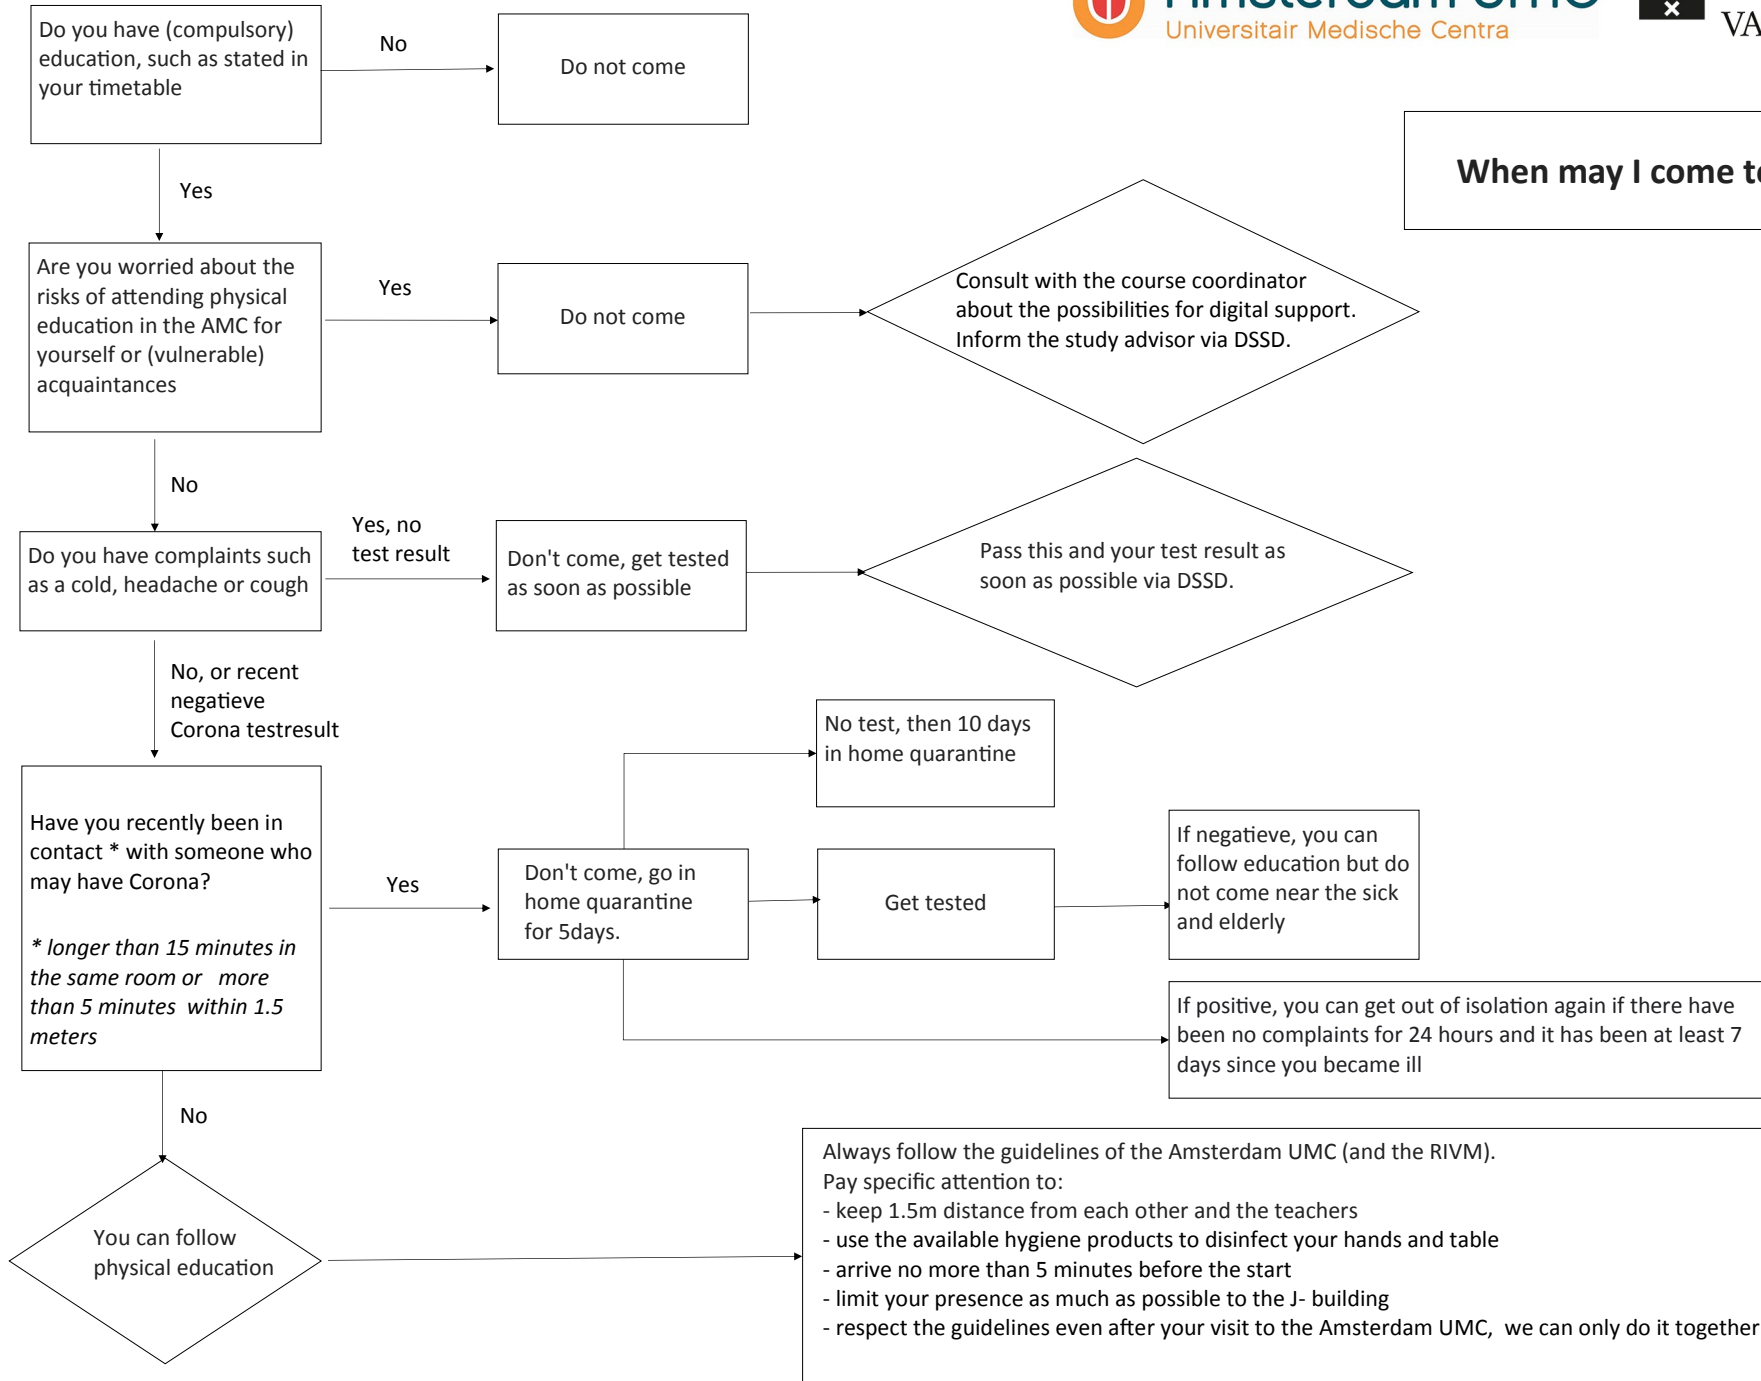 Universitair Medische Centra
VA
When may I come
Do you have (compulsory)
education, such as stated in
your timetable
No
Do not come
Yes
Are you worried about the
risks of attending physical
education in the AMC for
yourself or (vulnerable)
acquaintances
Yes
Do not come
Consult with the course coordinator
about the possibilities for digital support.
Inform the study advisor via DSSD.
No
Do you have complaints such
as a cold, headache or cough
Yes, no
test result
Don't come, get tested
as soon as possible
Pass this and your test result as
soon as possible via DSSD.
No, or recent
negatieve
Corona testresult
Have you recently been in
contact * with someone who
may have Corona?
* longer than 15 minutes in
the same room or more
than 5 minutes within 1.5
meters
Yes
Don't come, go in
home quarantine
for 5days.
No test, then 10 days
in home quarantine
Get tested
If negatieve, you can
follow education but do
not come near the sick
and elderly
If positive, you can get out of isolation again if there have
been no complaints for 24 hours and it has been at least 7
days since you became ill
No
You can follow
physical education
Always follow the guidelines of the Amsterdam UMC (and the RIVM).
Pay specific attention to:
- keep 1.5m distance from each other and the teachers
- use the available hygiene products to disinfect your hands and table
- arrive no more than 5 minutes before the start
- limit your presence as much as possible to the J- building
- respect the guidelines even after your visit to the Amsterdam UMC, we can only do it together